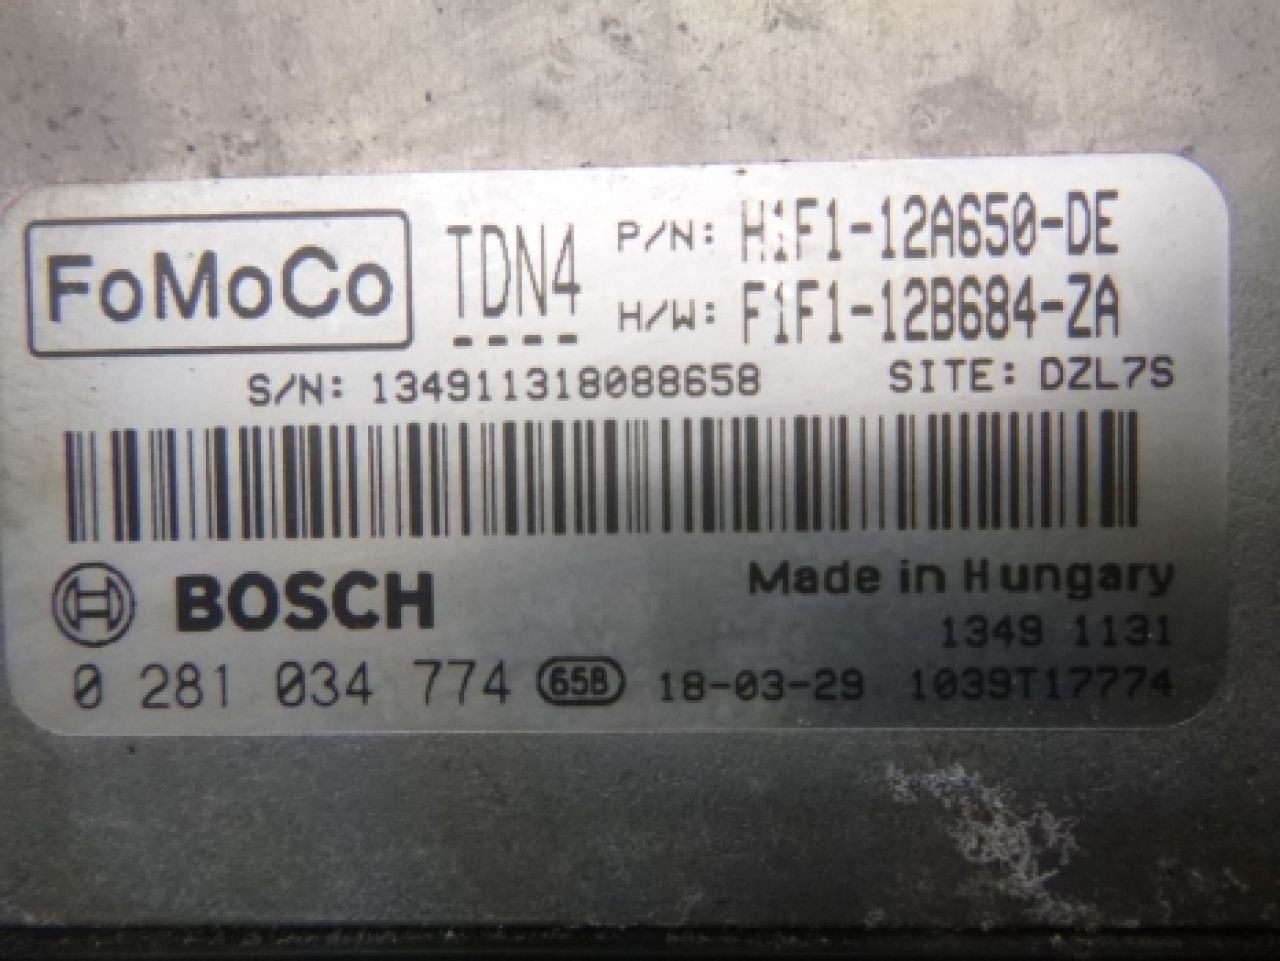 FoMoCo TDN4 P/N: H1F1-12A650-DE
H/W: F1F1-12B684-ZA
S/N: 134911318088658 SITE: DZL7S
BOSCH Made in Hungary
1349 1131
0 281 034 774 65B 18-03-29 1039T17774